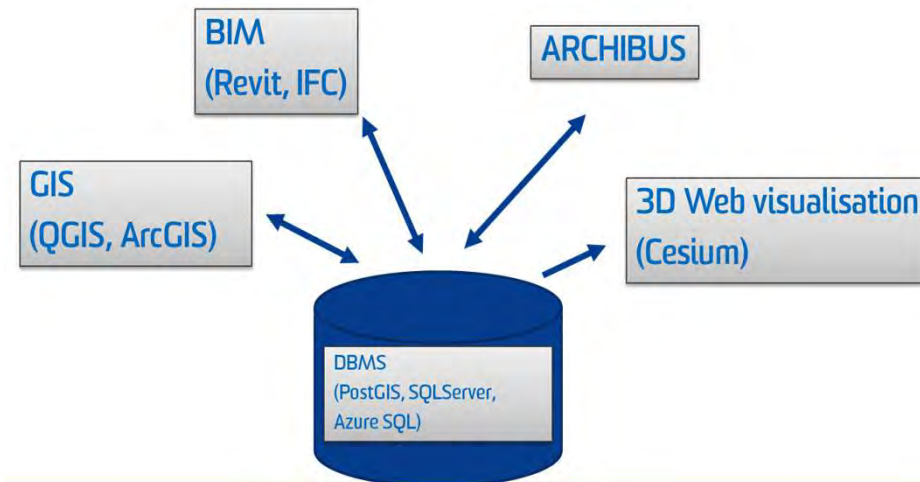 BIM
(Revit, IFC)
ARCHIBUS
GIS
(QGIS, ArcGIS)
3D Web visualisation
(Cesium)
DBMS
(PostGIS, SQLServer,
Azure SQL)